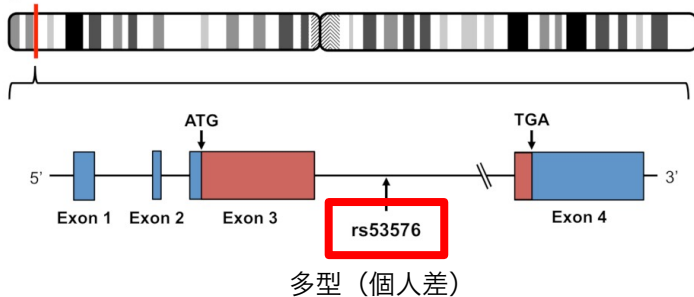 ATG
TGA
5’
3’
Exon 1
Exon 2
Exon 3
Exon 4
rs53576
多型（個人差）